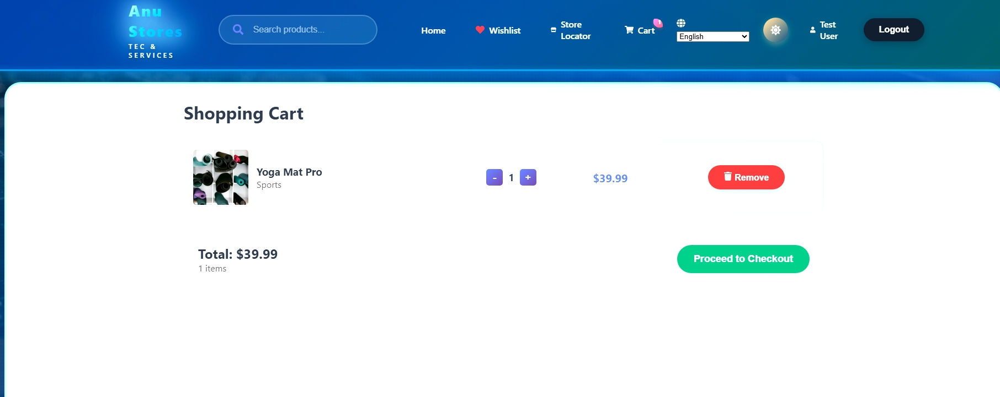 Anu
Stores
TEC &
SERVICES
Search products...
Home
Wishlist
Store
Locator
Cart
1
English
Test
User
Logout
Shopping Cart
Yoga Mat Pro
Sports
- 1 +
$39.99
Remove
Total: $39.99
1 items
Proceed to Checkout